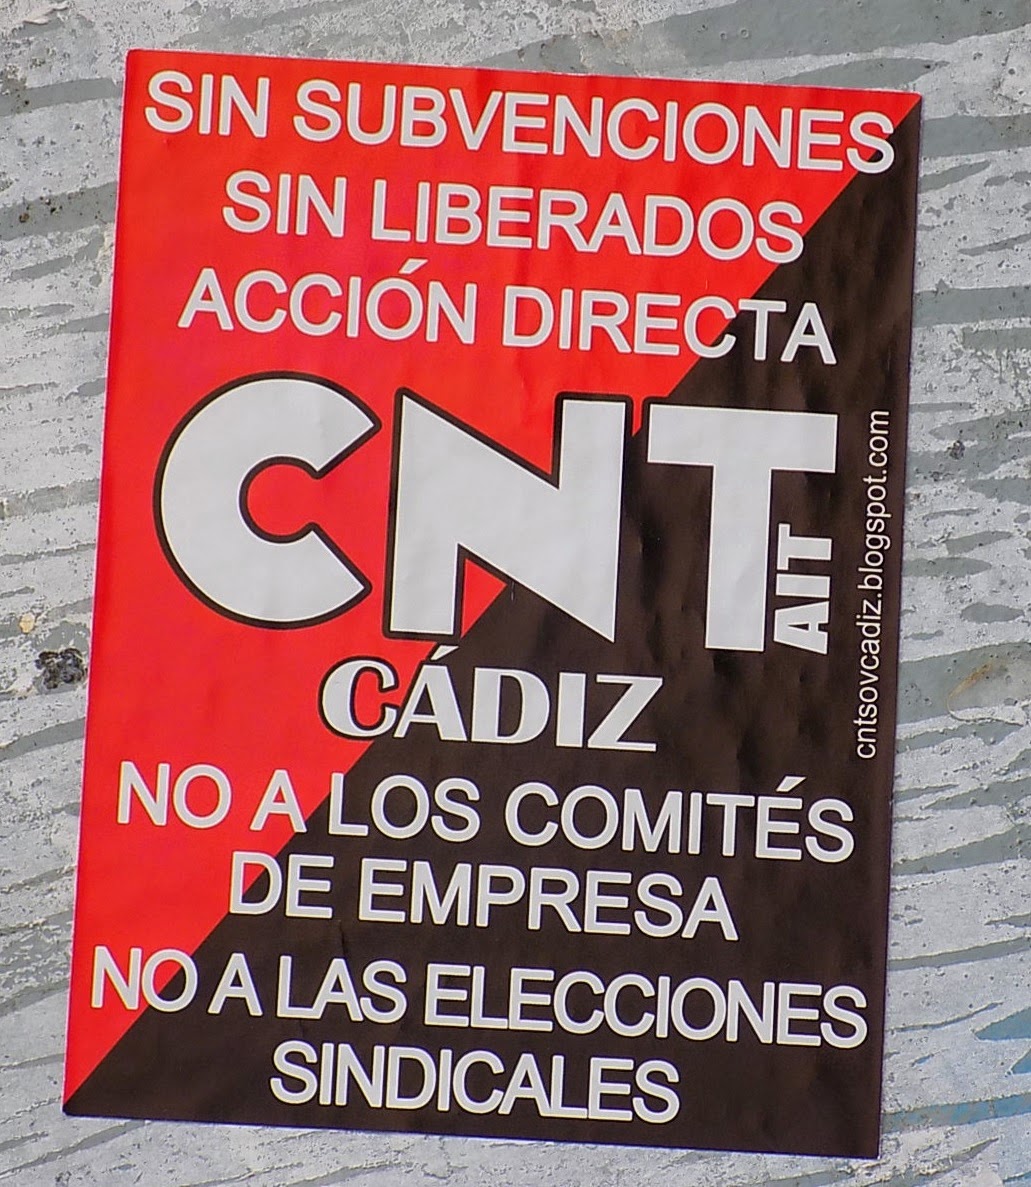 SIN SUBVENCIONES
SIN LIBERADOS
ACCIÓN DIRECTA
CNT
AIT
cntsovcadiz.blogspot.com
CÁDIZ
NO A LOS COMITÉS
DE EMPRESA
NO A LAS ELECCIONES
SINDICALES